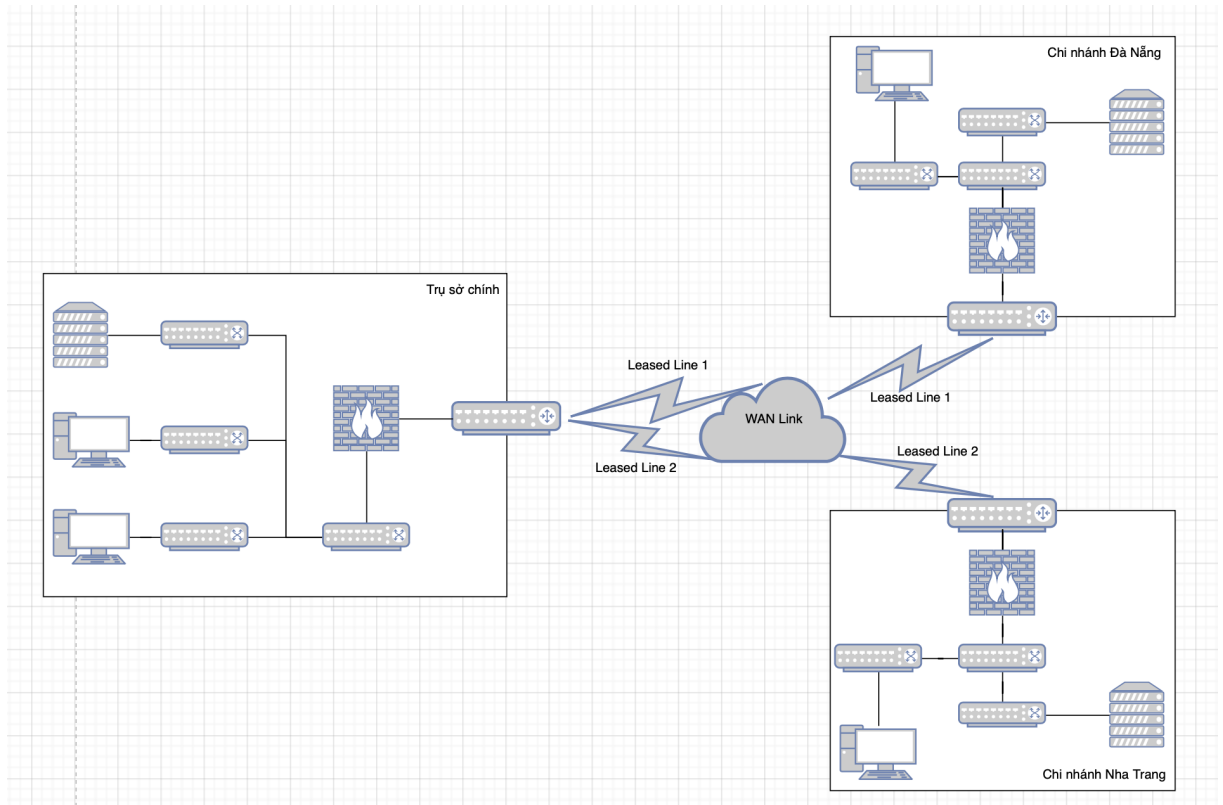 Chi nhánh Đà Nẵng
Trụ sở chính
Leased Line 1
Leased Line 1
WAN Link
Leased Line 2
Leased Line 2
Chi nhánh Nha Trang